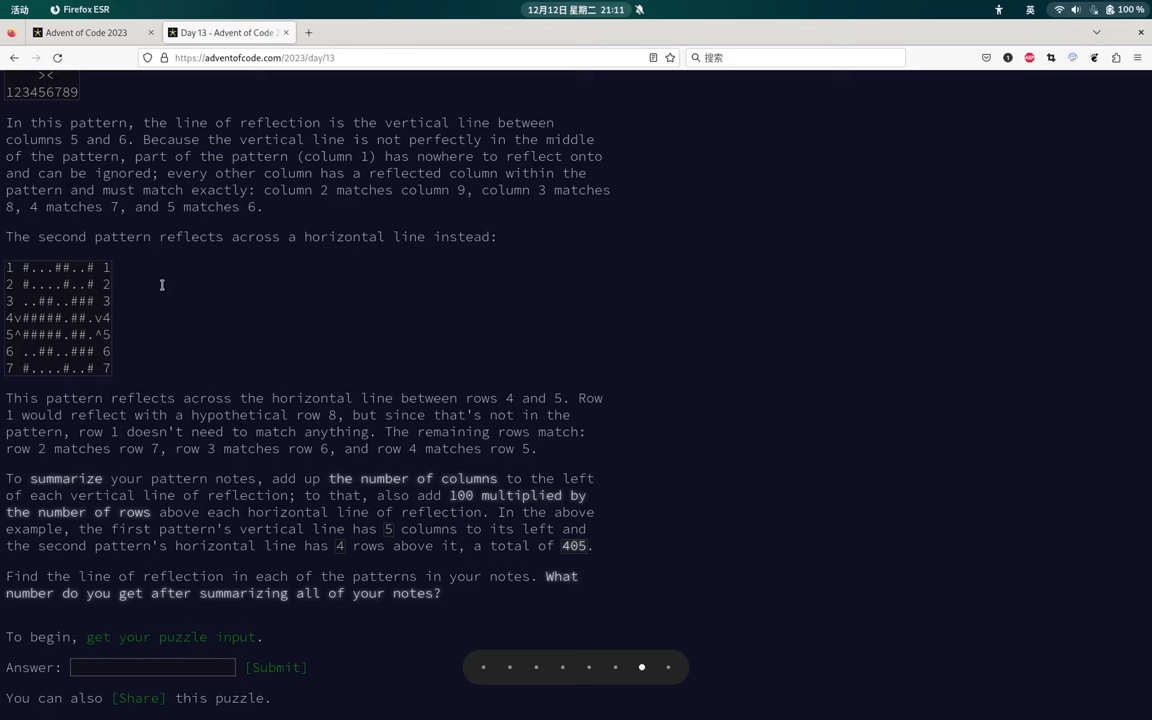 活动 Firefox ESR 12月12日 星期二 21:11 英 100 %
Advent of Code 2023 × Day 13 - Advent of Code 2 × +
https://adventofcode.com/2023/day/13 搜索
><
123456789
In this pattern, the line of reflection is the vertical line between
columns 5 and 6. Because the vertical line is not perfectly in the middle
of the pattern, part of the pattern (column 1) has nowhere to reflect onto
and can be ignored; every other column has a reflected column within the
pattern and must match exactly: column 2 matches column 9, column 3 matches
8, 4 matches 7, and 5 matches 6.
The second pattern reflects across a horizontal line instead:
1 #...##..# 1
2 #....#..# 2
3 ..##..### 3
4v#####.##.v4
5^#####.##.^5
6 ..##..### 6
7 #....#..# 7
This pattern reflects across the horizontal line between rows 4 and 5. Row
1 would reflect with a hypothetical row 8, but since that's not in the
pattern, row 1 doesn't need to match anything. The remaining rows match:
row 2 matches row 7, row 3 matches row 6, and row 4 matches row 5.
To summarize your pattern notes, add up the number of columns to the left
of each vertical line of reflection; to that, also add 100 multiplied by
the number of rows above each horizontal line of reflection. In the above
example, the first pattern's vertical line has 5 columns to its left and
the second pattern's horizontal line has 4 rows above it, a total of 405.
Find the line of reflection in each of the patterns in your notes. What
number do you get after summarizing all of your notes?
To begin, get your puzzle input.
Answer: [Submit]
You can also [Share] this puzzle.